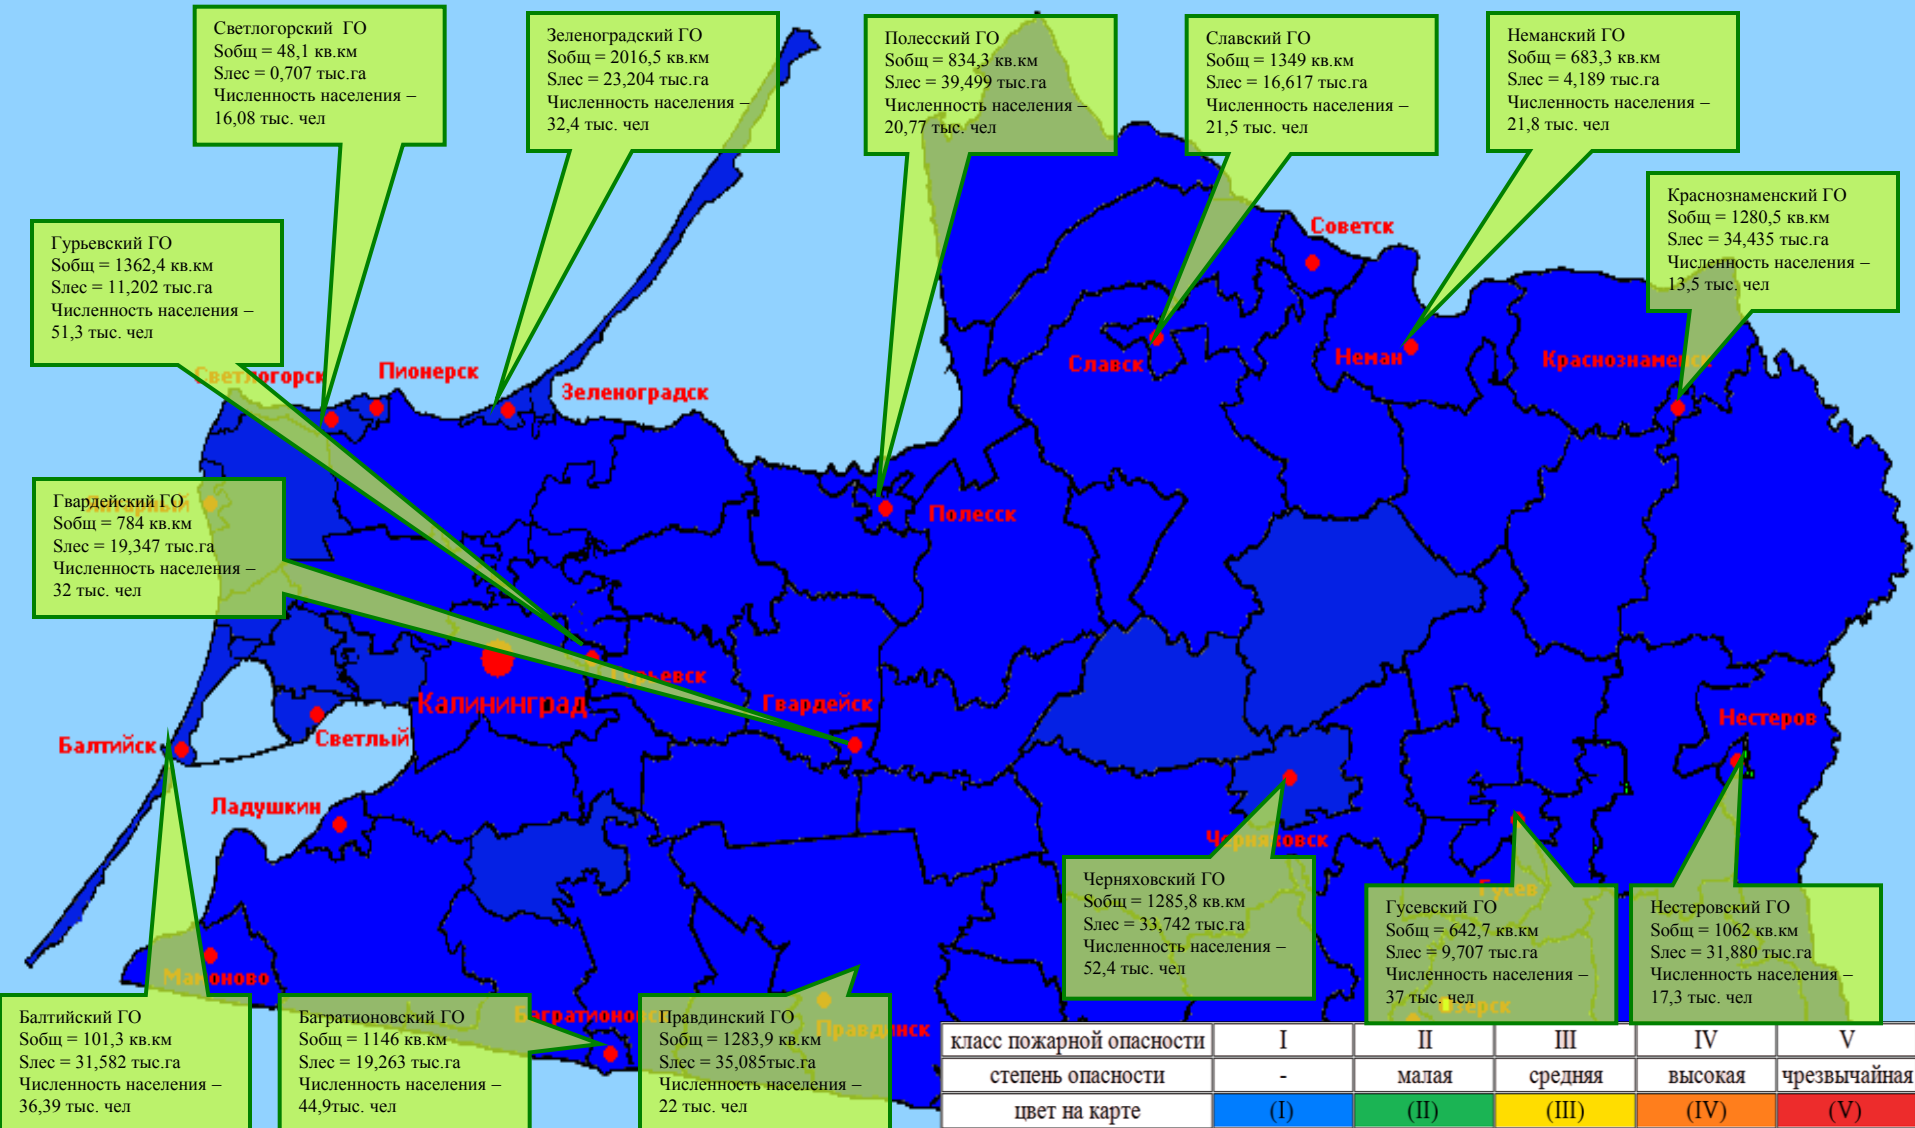 Светлогорский ГО
Sобщ = 48,1 кв.км
Sлес = 0,707 тыс.га
Численность населения –
16,08 тыс. чел
Зеленоградский ГО
Sобщ = 2016,5 кв.км
Sлес = 23,204 тыс.га
Численность населения –
32,4 тыс. чел
Полесский ГО
Sобщ = 834,3 кв.км
Sлес = 39,499 тыс.га
Численность населения –
20,77 тыс. чел
Славский ГО
Sобщ = 1349 кв.км
Sлес = 16,617 тыс.га
Численность населения –
21,5 тыс. чел
Неманский ГО
Sобщ = 683,3 кв.км
Sлес = 4,189 тыс.га
Численность населения –
21,8 тыс. чел
Краснознаменский ГО
Sобщ = 1280,5 кв.км
Sлес = 34,435 тыс.га
Численность населения –
13,5 тыс. чел
Гурьевский ГО
Sобщ = 1362,4 кв.км
Sлес = 11,202 тыс.га
Численность населения –
51,3 тыс. чел
Советск
Славск
Неман
Краснознаменск
Светлогорск
Пионерск
Зеленоградск
Гвардейский ГО
Sобщ = 784 кв.км
Sлес = 19,347 тыс.га
Численность населения –
32 тыс. чел
Янтарный
Полесск
Гурьевск
Калининград
Гвардейск
Нестеров
Балтийск
Светлый
Ладушкин
Черняховск
Гусев
Мамоново
Багратионовск
Правдинск
Озерск
Черняховский ГО
Sобщ = 1285,8 кв.км
Sлес = 33,742 тыс.га
Численность населения –
52,4 тыс. чел
Гусевский ГО
Sобщ = 642,7 кв.км
Sлес = 9,707 тыс.га
Численность населения –
37 тыс. чел
Нестеровский ГО
Sобщ = 1062 кв.км
Sлес = 31,880 тыс.га
Численность населения –
17,3 тыс. чел
Балтийский ГО
Sобщ = 101,3 кв.км
Sлес = 31,582 тыс.га
Численность населения –
36,39 тыс. чел
Багратионовский ГО
Sобщ = 1146 кв.км
Sлес = 19,263 тыс.га
Численность населения –
44,9тыс. чел
Правдинский ГО
Sобщ = 1283,9 кв.км
Sлес = 35,085тыс.га
Численность населения –
22 тыс. чел
класс пожарной опасности I II III IV V
степень опасности - малая средняя высокая чрезвычайная
цвет на карте (I) (II) (III) (IV) (V)